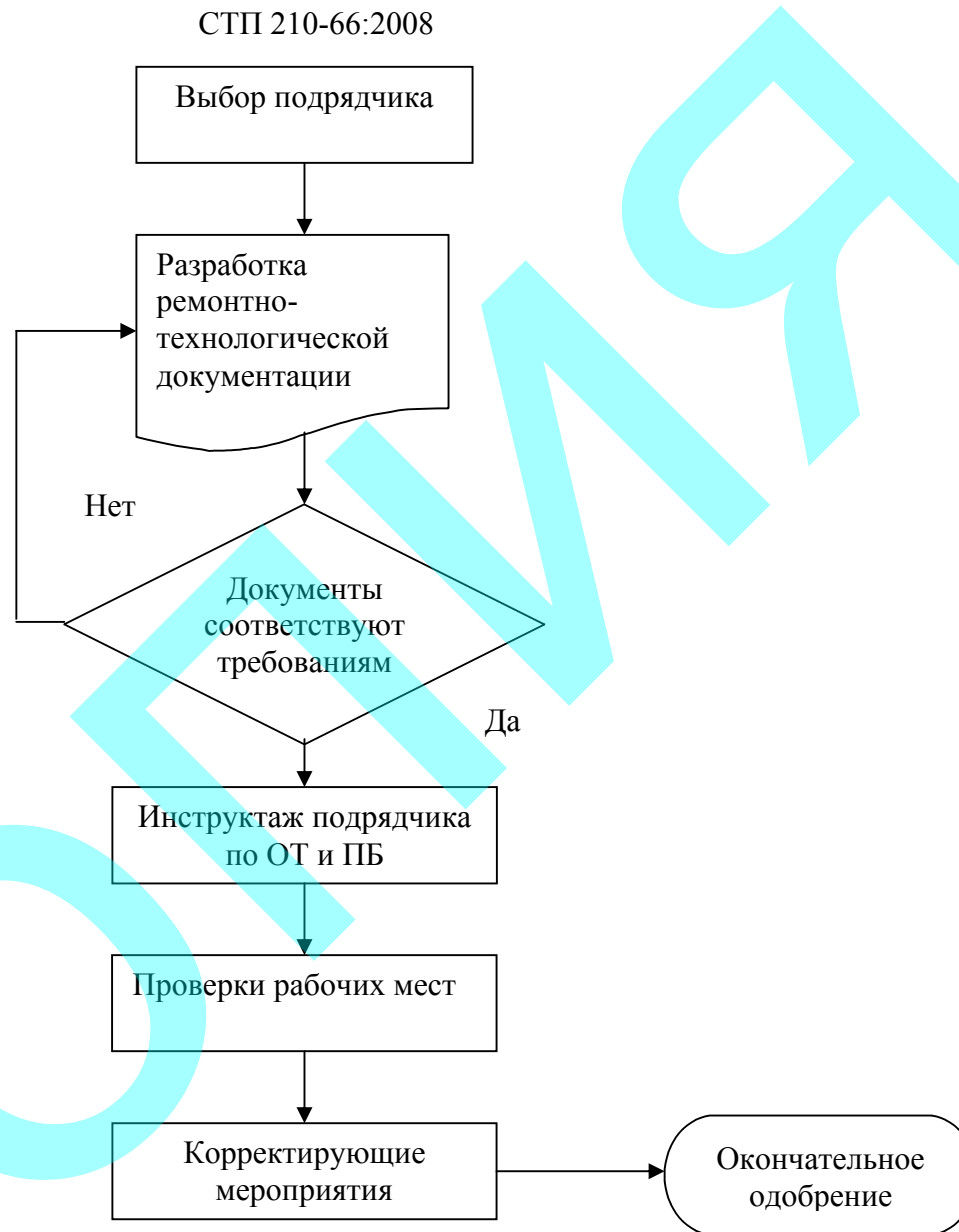 СТП 210-66:2008
Выбор подрядчика
Разработка
ремонтно-
технологической
документации
Нет
Документы
соответствуют
требованиям
Да
Инструктаж подрядчика
по ОТ и ПБ
Проверки рабочих мест
Корректирующие
мероприятия
Окончательное
одобрение
ОПИЯ